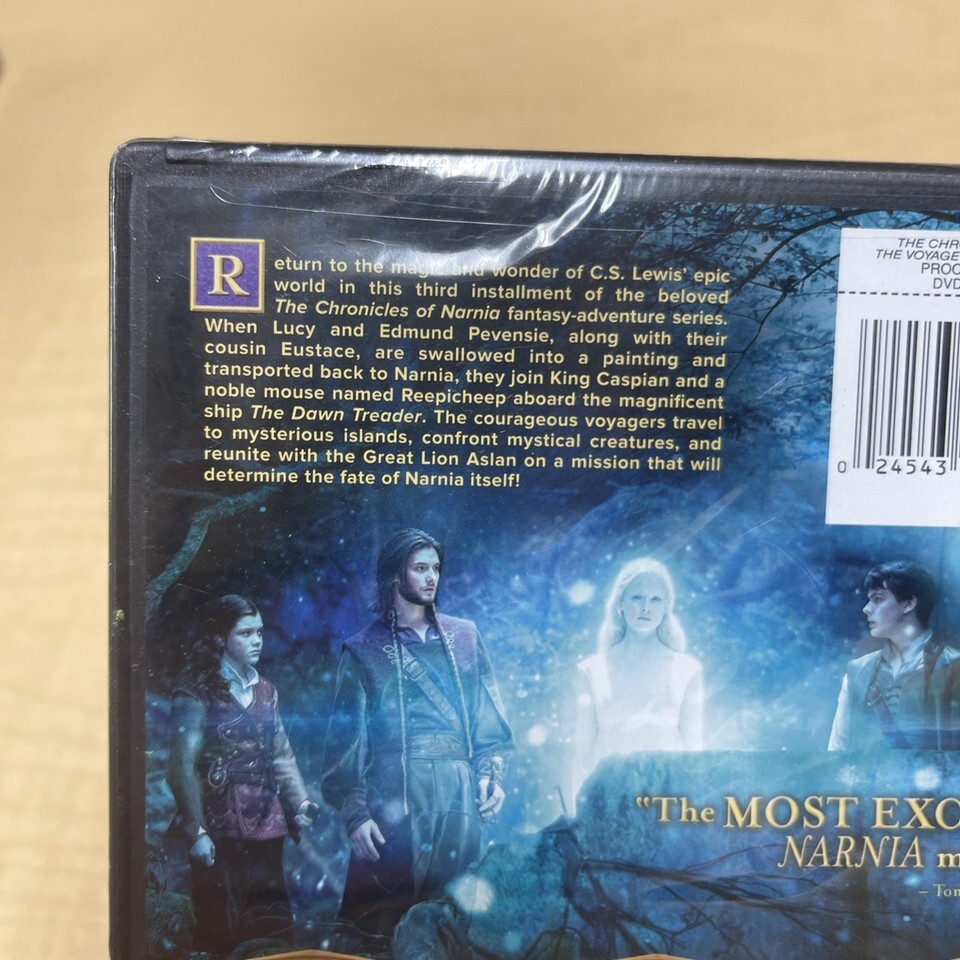 Return to the magic and wonder of C.S. Lewis' epic
world in this third installment of the beloved
The Chronicles of Narnia fantasy-adventure series.
When Lucy and Edmund Pevensie, along with their
cousin Eustace, are swallowed into a painting and
transported back to Narnia, they join King Caspian and a
noble mouse named Reepicheep aboard the magnificent
ship The Dawn Treader. The courageous voyagers travel
to mysterious islands, confront mystical creatures, and
reunite with the Great Lion Aslan on a mission that will
determine the fate of Narnia itself!
THE CHRO
THE VOYAGE
PROO
DVD
0 24543
“The MOST EXC
NARNIA m
– Ton